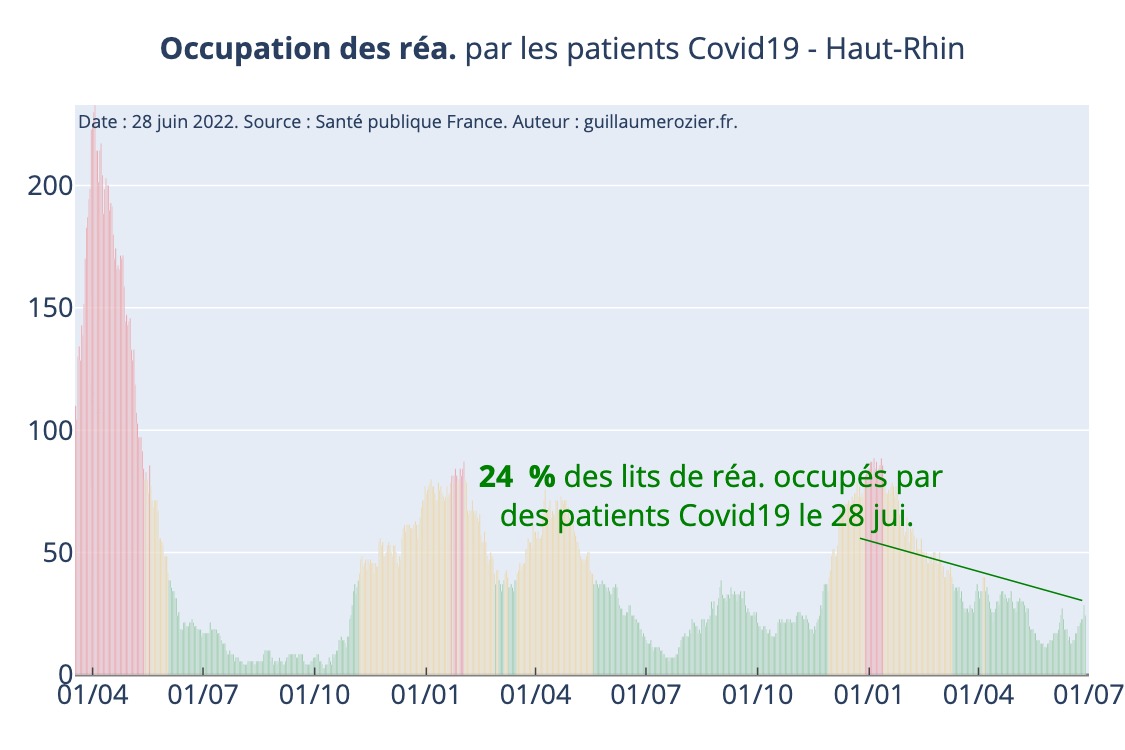 Occupation des réa. par les patients Covid19 - Haut-Rhin
Date : 28 juin 2022. Source : Santé publique France. Auteur : guillaumerozier.fr.
200
150
100
50
0
24 % des lits de réa. occupés par
des patients Covid19 le 28 jui.
01/04 01/07 01/10 01/01 01/04 01/07 01/10 01/01 01/04 01/07